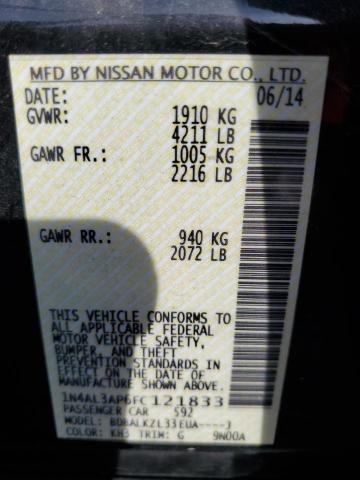 MFD BY NISSAN MOTOR CO., LTD.
DATE: 06/14
GVWR: 1910 KG
4211 LB
GAWR FR.: 1005 KG
2216 LB
GAWR RR.: 940 KG
2072 LB
THIS VEHICLE CONFORMS TO
ALL APPLICABLE FEDERAL
MOTOR VEHICLE SAFETY,
BUMPER, AND THEFT
PREVENTION STANDARDS IN
EFFECT ON THE DATE OF
MANUFACTURE SHOWN ABOVE.
1N4AL3AP6FC121833
PASSENGER CAR S92
MODEL: BDBALKZL33EUA----J
COLOR: KH3 TRIM: G 9N00A